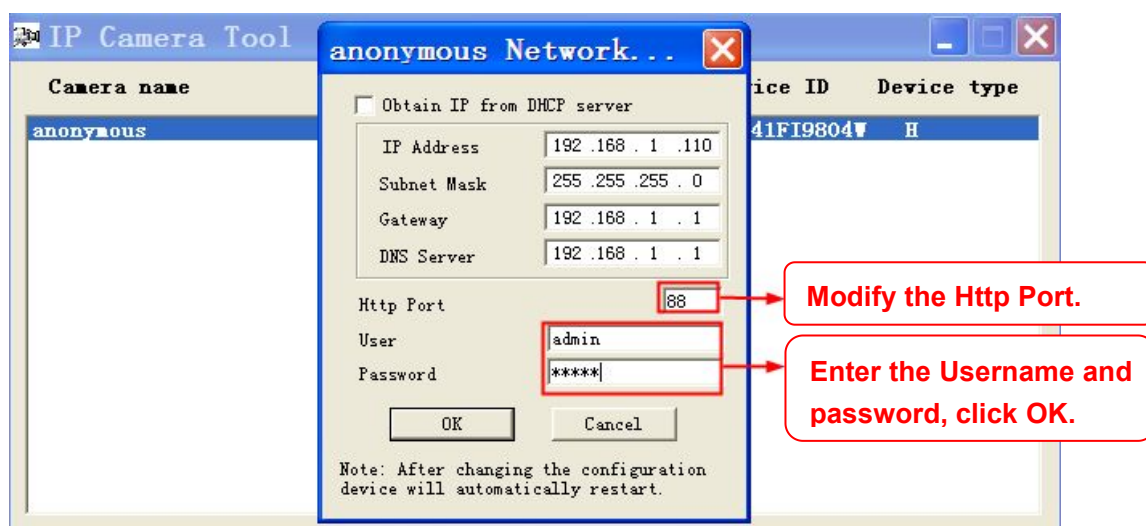 IP Camera Tool
anonymous Network...
Camera name
ice ID
Device type
anonymous
41FI9804W
H
Obtain IP from DHCP server
IP Address
192 .168 . 1 .110
Subnet Mask
255 .255 .255 . 0
Gateway
192 .168 . 1 . 1
DNS Server
192 .168 . 1 . 1
Http Port
88
Modify the Http Port.
User
admin
Password
*****
Enter the Username and
password, click OK.
OK
Cancel
Note: After changing the configuration
device will automatically restart.